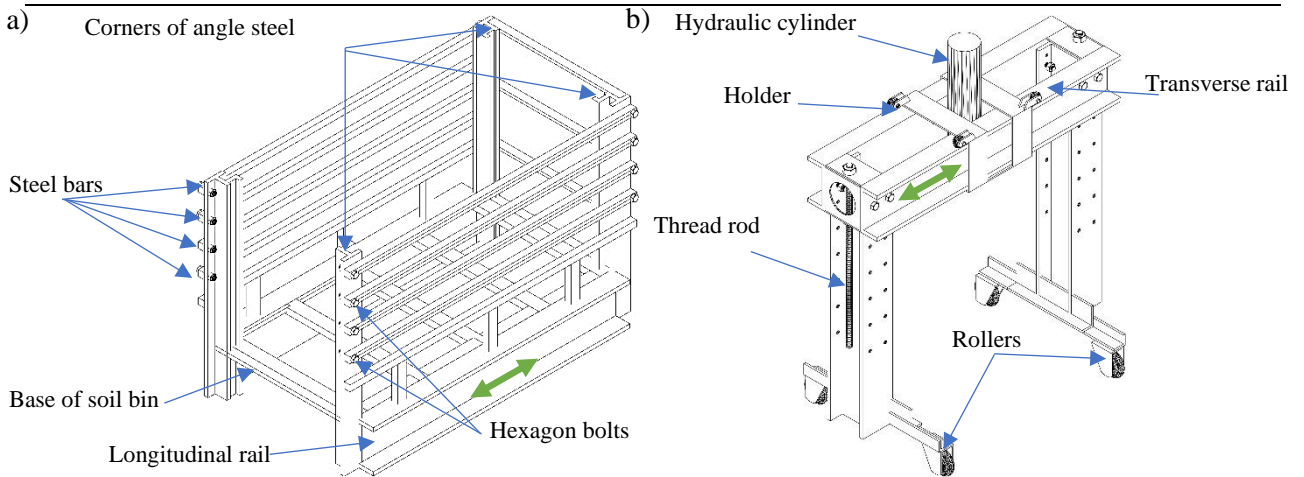 a)
Corners of angle steel
Steel bars
Base of soil bin
Longitudinal rail
Hexagon bolts
b)
Hydraulic cylinder
Holder
Transverse rail
Thread rod
Rollers